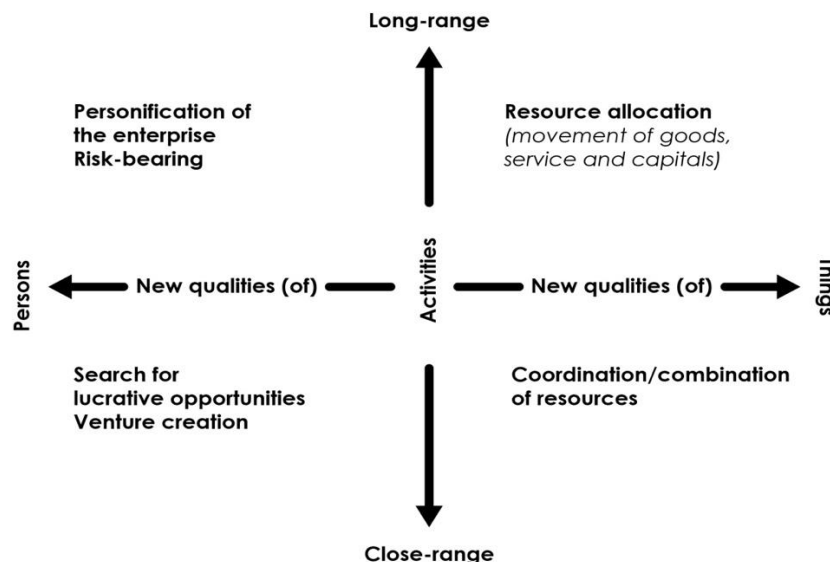 Long-range
Personification of
the enterprise
Risk-bearing
Resource allocation
(movement of goods,
service and capitals)
Persons
New qualities (of)
Activities
New qualities (of)
Things
Search for
lucrative opportunities
Venture creation
Coordination/combination
of resources
Close-range